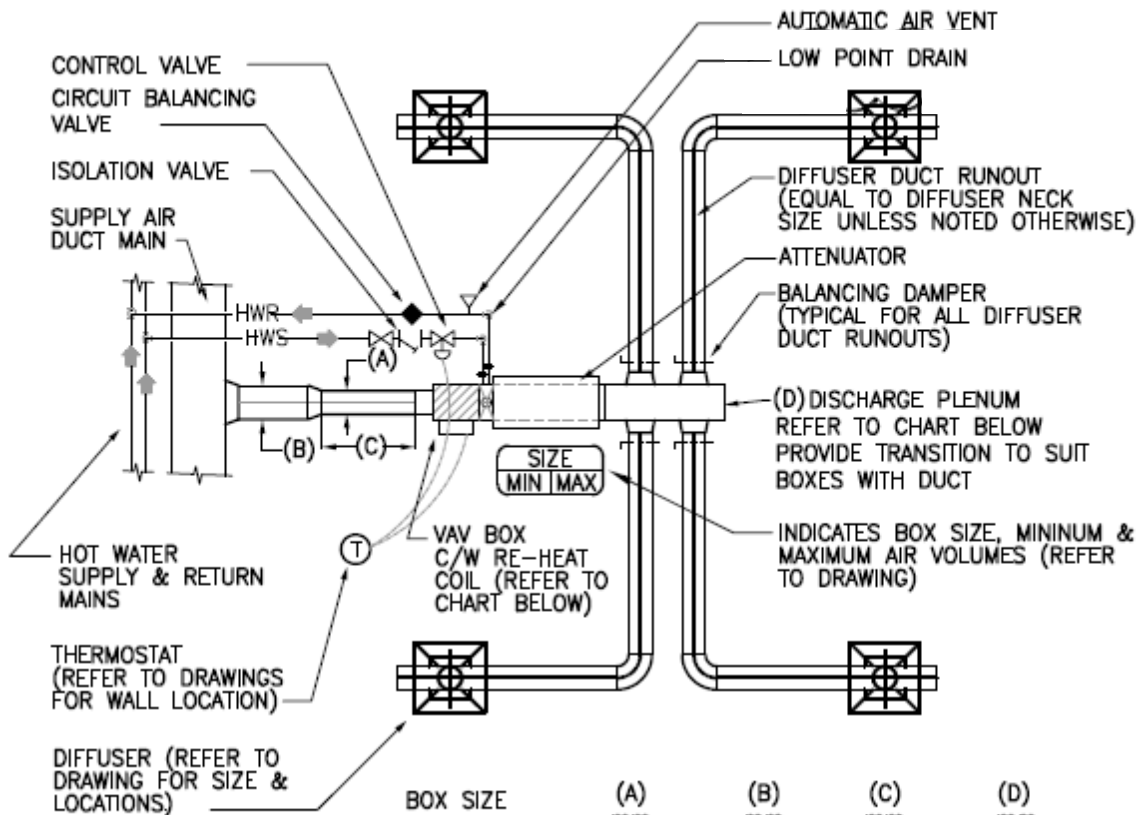 AUTOMATIC AIR VENT
LOW POINT DRAIN
CONTROL VALVE
CIRCUIT BALANCING
VALVE
ISOLATION VALVE
SUPPLY AIR
DUCT MAIN
DIFFUSER DUCT RUNOUT
(EQUAL TO DIFFUSER NECK
SIZE UNLESS NOTED OTHERWISE)
ATTENUATOR
BALANCING DAMPER
(TYPICAL FOR ALL DIFFUSER
DUCT RUNOUTS)
HWR
HWS
(A)
(B)
(C)
(D) DISCHARGE PLENUM
REFER TO CHART BELOW
PROVIDE TRANSITION TO SUIT
BOXES WITH DUCT
SIZE
MIN MAX
INDICATES BOX SIZE, MININUM &
MAXIMUM AIR VOLUMES (REFER
TO DRAWING)
HOT WATER
SUPPLY & RETURN
MAINS
T
VAV BOX
C/W RE-HEAT
COIL (REFER TO
CHART BELOW)
THERMOSTAT
(REFER TO DRAWINGS
FOR WALL LOCATION)
DIFFUSER (REFER TO
DRAWING FOR SIZE &
LOCATIONS)
BOX SIZE (A) (B) (C) (D)